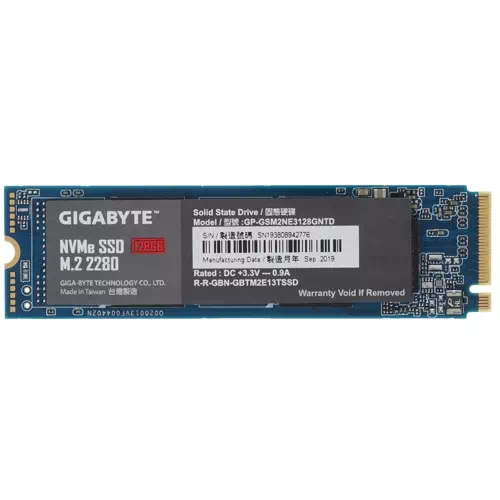 GIGABYTE™
NVMe SSD 128GB
M.2 2280
GIGA-BYTE TECHNOLOGY CO., LTD.
Made in Taiwan 台灣製造
Solid State Drive / 固態硬碟
Model / 型號: GP-GSM2NE3128GNTD
S/N / 製造號碼 SN193808942776
Manufacturing Date / 製造月年 Sep 2019
Rated : DC +3.3V --- 0.9A
R-R-GBN-GBTM2E13TSSD
Warranty Void If Removed